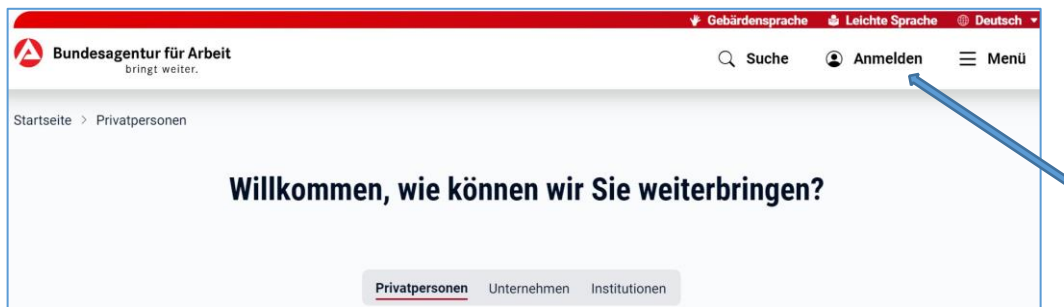 Gebärdensprache Leichte Sprache Deutsch
Bundesagentur für Arbeit
bringt weiter.
Suche Anmelden Menü
Startseite > Privatpersonen
Willkommen, wie können wir Sie weiterbringen?
Privatpersonen Unternehmen Institutionen